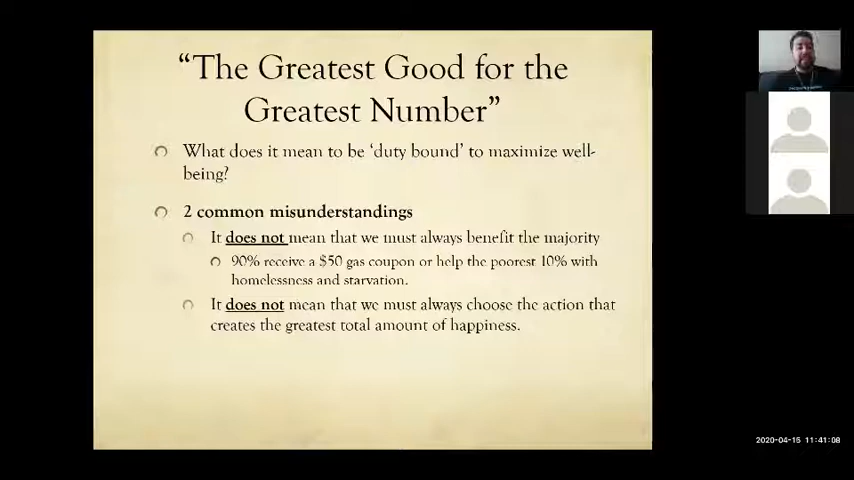 “The Greatest Good for the
Greatest Number”
What does it mean to be ‘duty bound’ to maximize well-
being?
2 common misunderstandings
It does not mean that we must always benefit the majority
90% receive a $50 gas coupon or help the poorest 10% with
homelessness and starvation.
It does not mean that we must always choose the action that
creates the greatest total amount of happiness.
2020-04-15 11:41:08